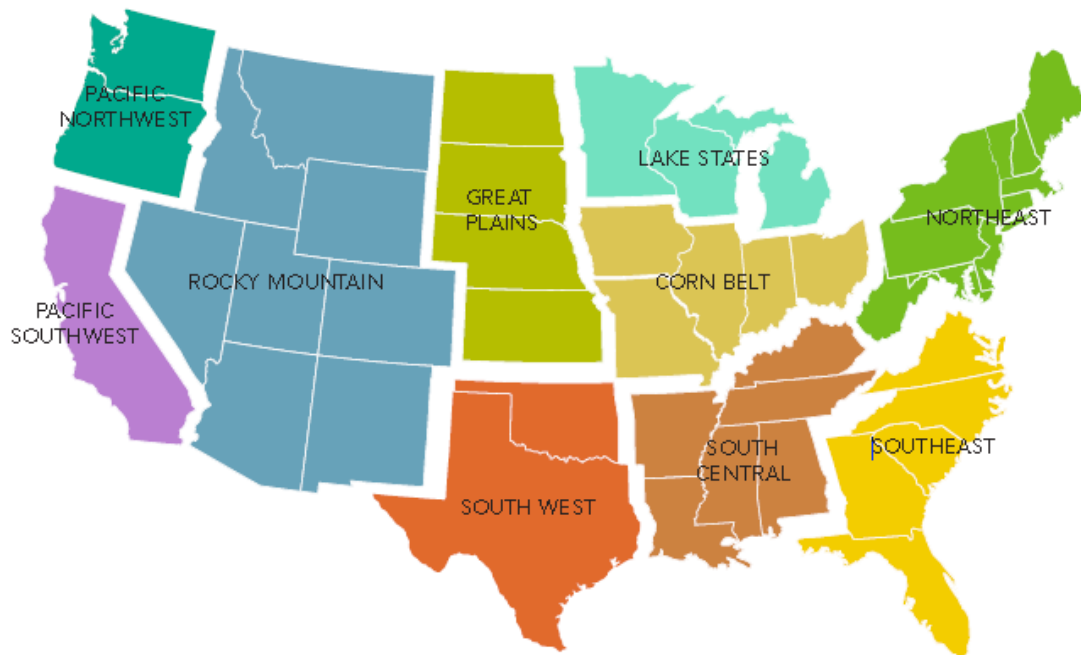 PACIFIC
NORTHWEST
LAKE STATES
GREAT
PLAINS
NORTHEAST
ROCKY MOUNTAIN
CORN BELT
PACIFIC
SOUTHWEST
SOUTH
CENTRAL
SOUTHEAST
SOUTH WEST